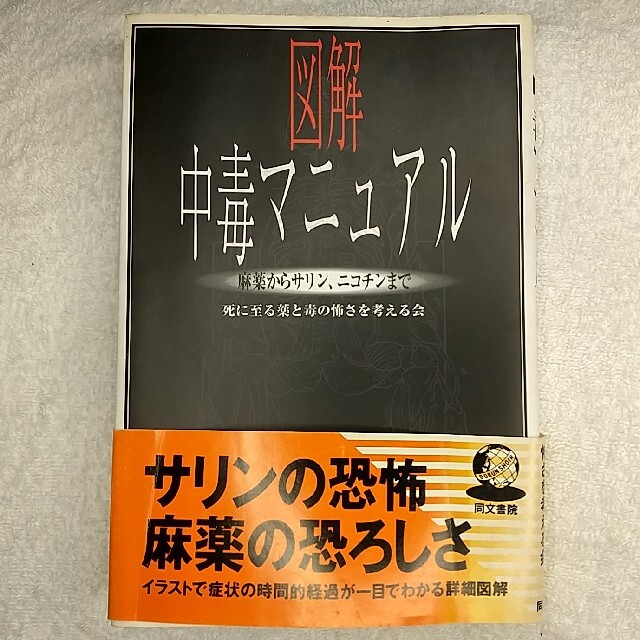 図解
中毒マニュアル
麻薬からサリン、ニコチンまで
死に至る薬と毒の怖さを考える会
サリンの恐怖
麻薬の恐ろしさ
イラストで症状の時間的経過が一目でわかる詳細図解
DOBUN SHOIN
同文書院